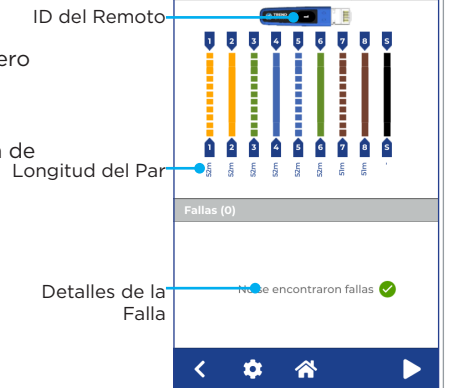 ID del Remoto
TREND
1 2 3 4 5 6 7 8 S
ero
1 2 3 4 5 6 7 8 S
n de
Longitud del Par
52m 52m 52m 52m 52m 52m 51m 51m -
Fallas (0)
Detalles de la
Falla
No se encontraron fallas